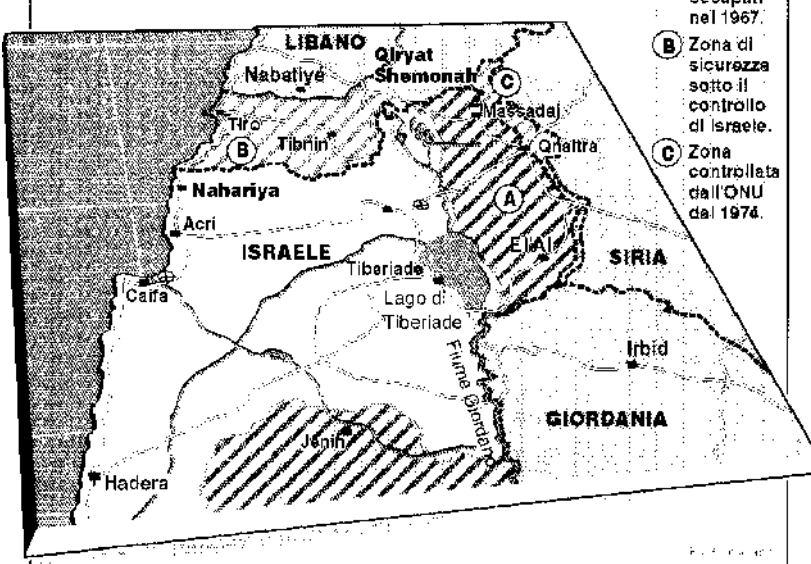 nel 1967.
B Zona di
sicurezza
sotto il
controllo
di Israele.
C Zona
controllata
dall'ONU
dal 1974.
LIBANO
Qiryat
Shemonah
Nabatiye
C
Massadaj
Tiro
Tibnin
B
Qnaitra
Nahariya
A
Acri
ISRAELE
El Al
SIRIA
Tiberiade
Caifa
Lago di
Tiberiade
Irbid
Fiume Giordano
GIORDANIA
Jenin
Hadera